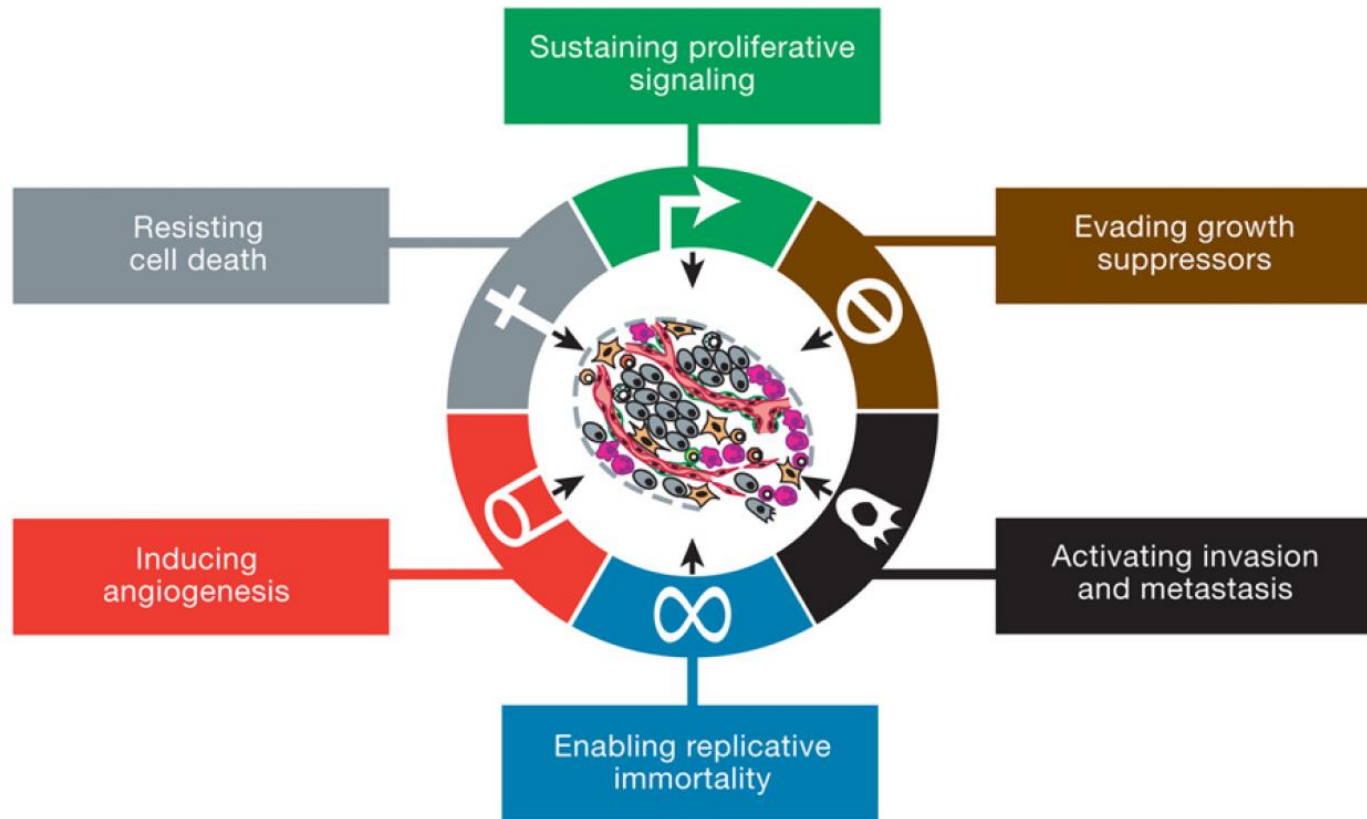 Sustaining proliferative
signaling
Resisting
cell death
Evading growth
suppressors
Inducing
angiogenesis
Activating invasion
and metastasis
Enabling replicative
immortality